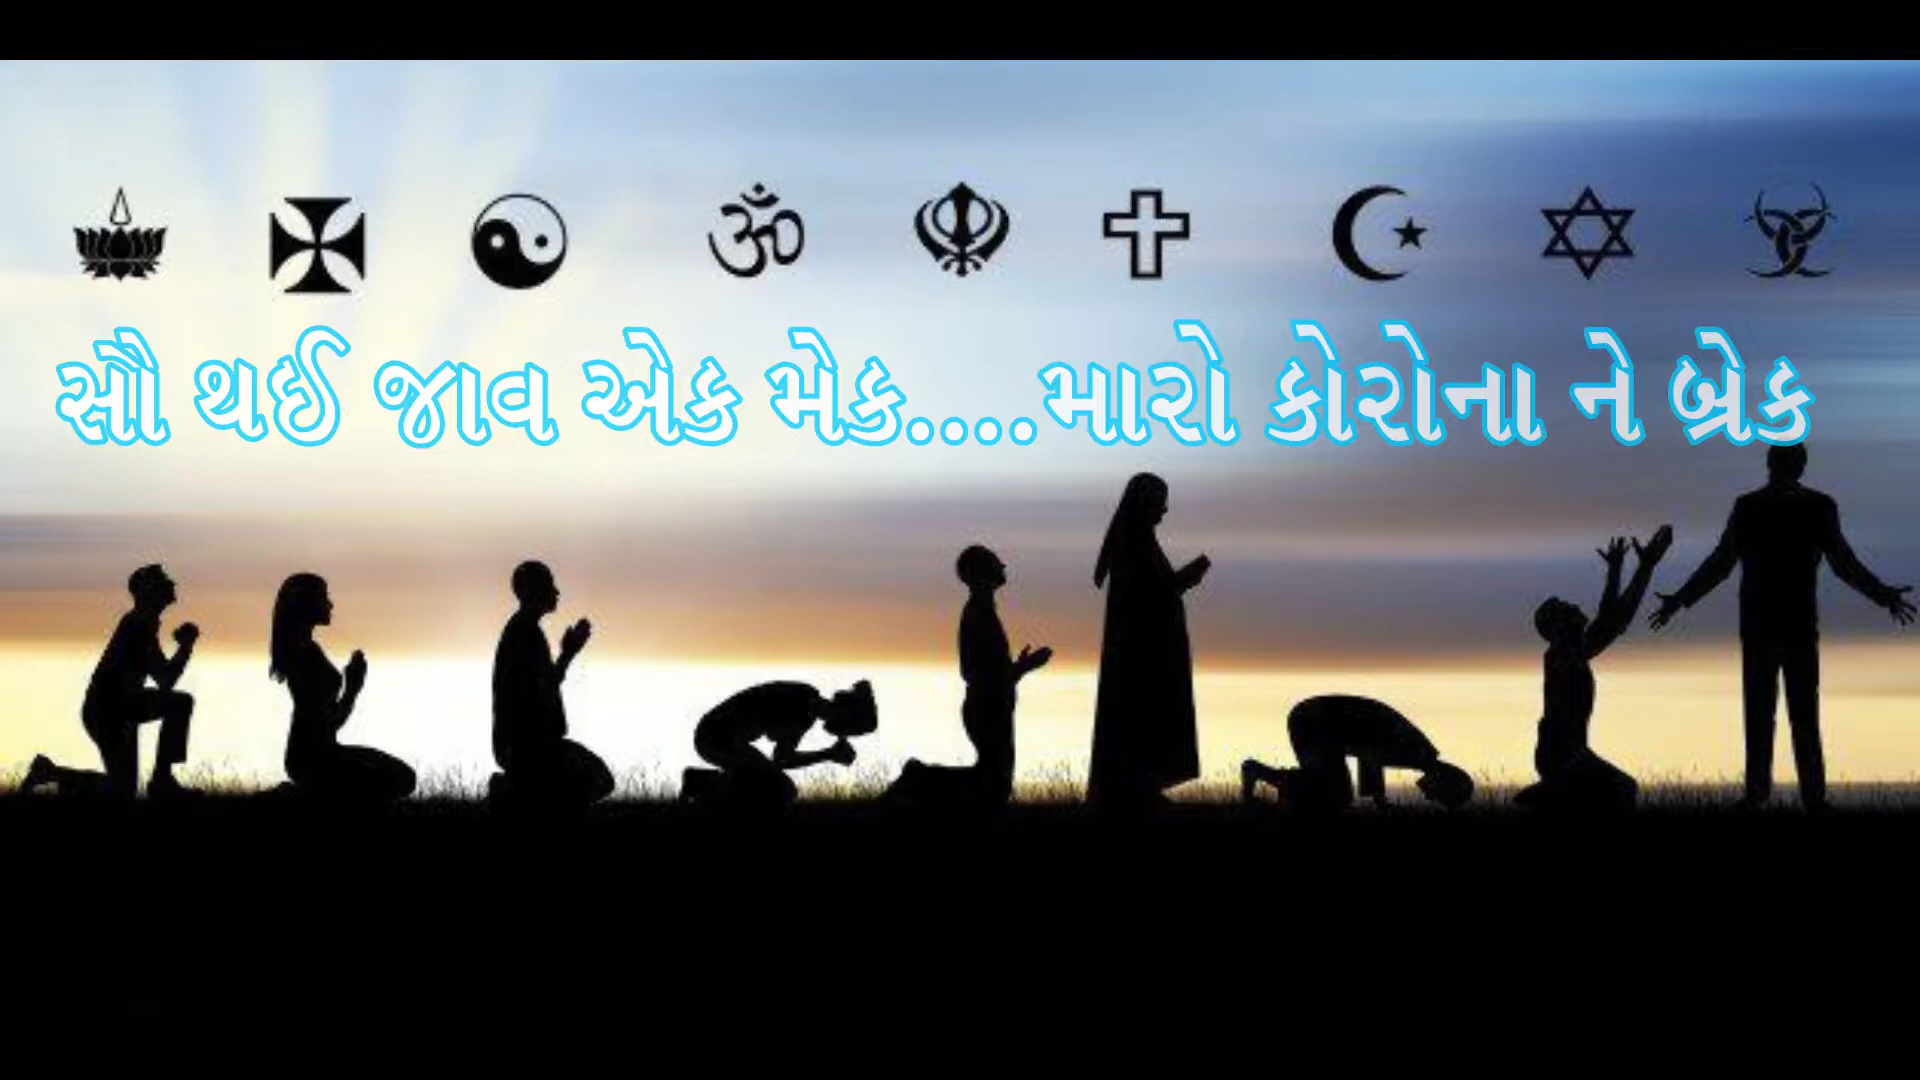 સૌ થઈ જાવ એક મેક....મારો કોરોના ને બ્રેક